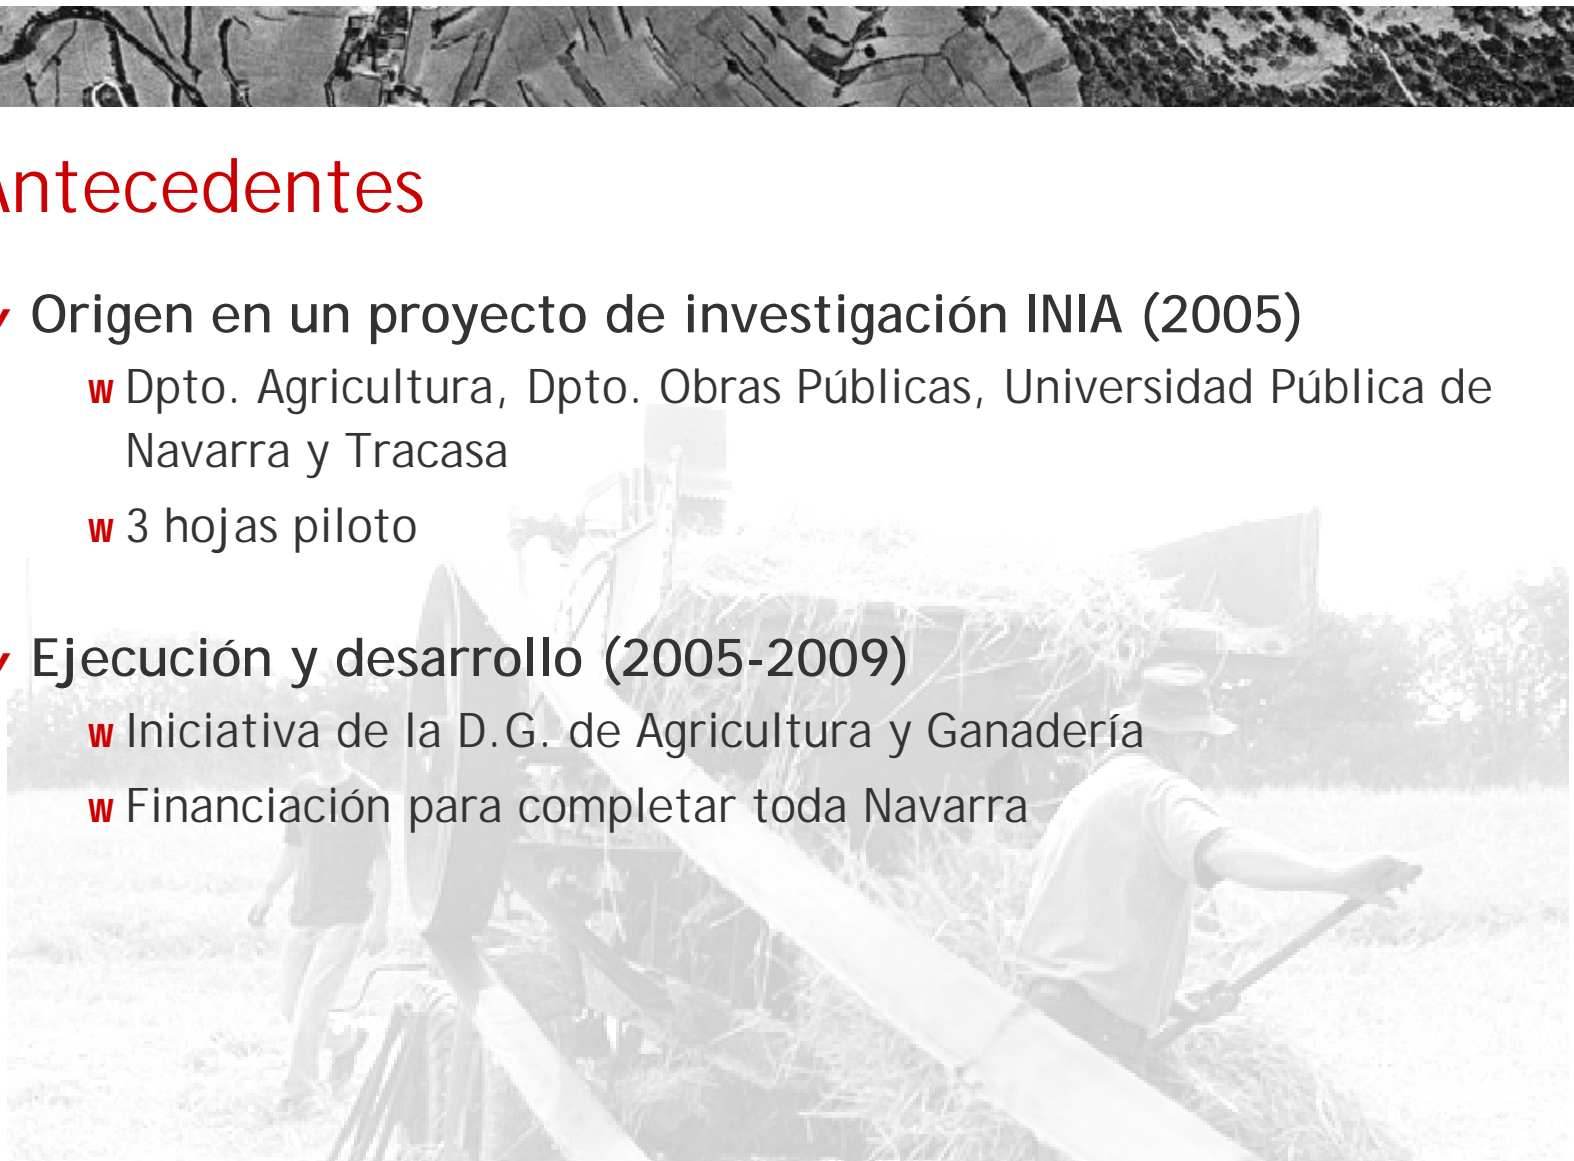 Antecedentes
Origen en un proyecto de investigación INIA (2005)
w Dpto. Agricultura, Dpto. Obras Públicas, Universidad Pública de
Navarra y Tracasa
w 3 hojas piloto
Ejecución y desarrollo (2005-2009)
w Iniciativa de la D.G. de Agricultura y Ganadería
w Financiación para completar toda Navarra